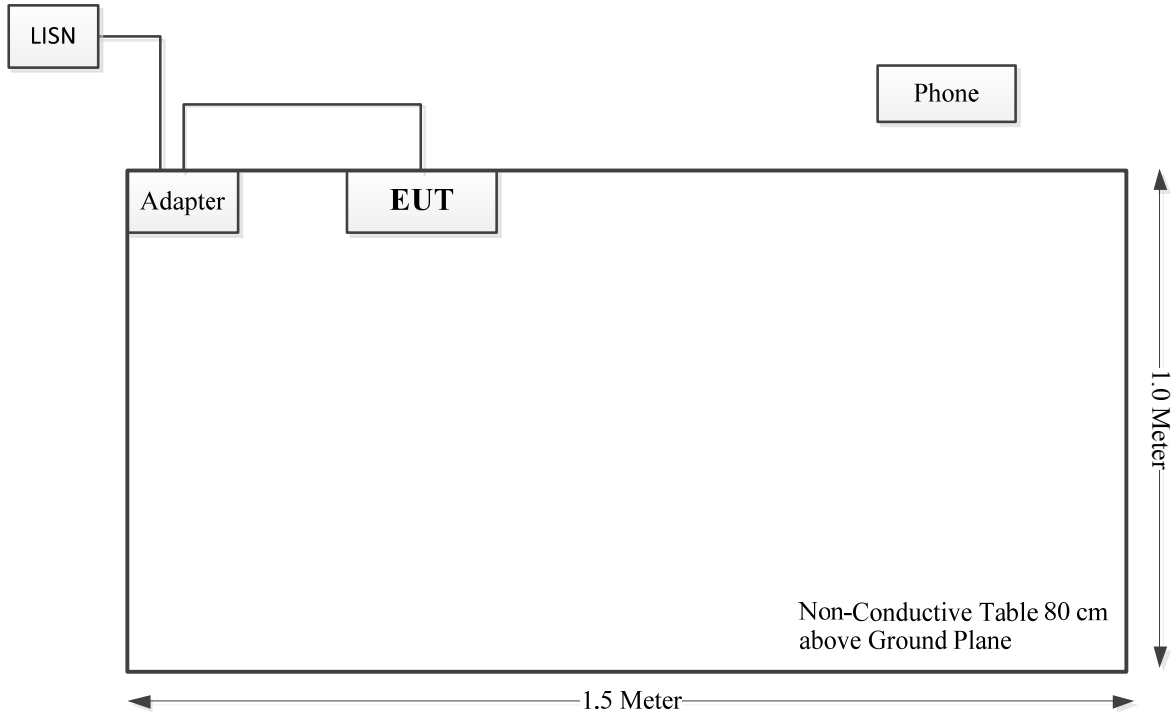 LISN
Phone
Adapter
EUT
1.0 Meter
Non-Conductive Table 80 cm
above Ground Plane
1.5 Meter